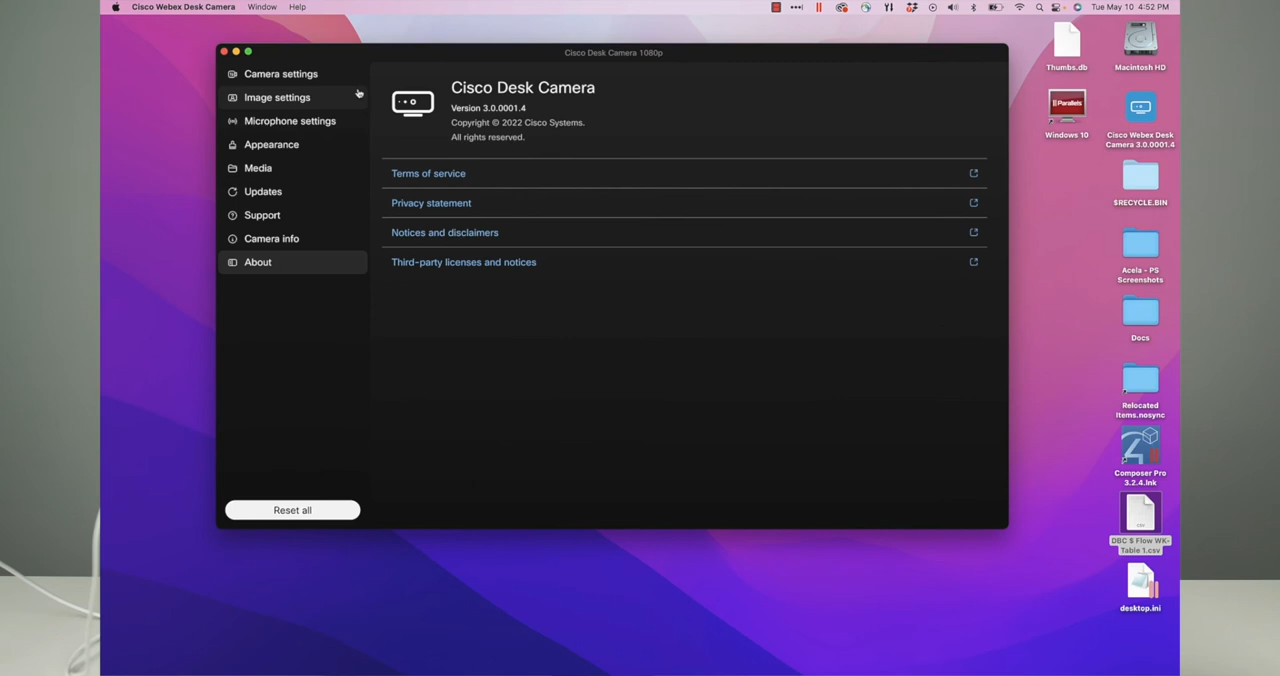 Cisco Webex Desk Camera Window Help
Tue May 10 4:52 PM
Cisco Desk Camera 1080p
Camera settings
Image settings
Microphone settings
Appearance
Media
Updates
Support
Camera info
About
Reset all
Cisco Desk Camera
Version 3.0.0001.4
Copyright © 2022 Cisco Systems.
All rights reserved.
Terms of service
Privacy statement
Notices and disclaimers
Third-party licenses and notices
Thumbs.db
Macintosh HD
Parallels
Windows 10
Cisco Webex Desk
Camera 3.0.0001.4
$RECYCLE.BIN
Acela - PS
Screenshots
Docs
Relocated
Items.nosync
Composer Pro
3.2.4.lnk
CSV
DBC $ Flow WK-
Table 1.csv
desktop.ini